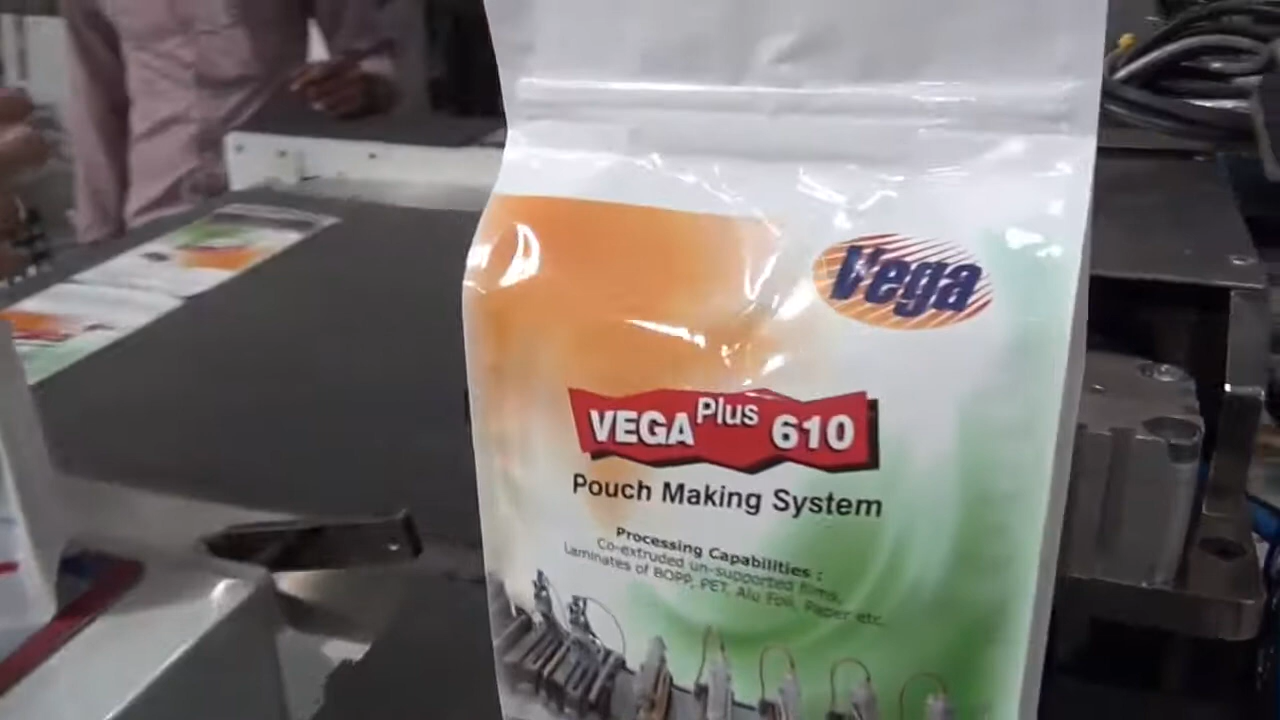 Vega
VEGA Plus 610
Pouch Making System
Processing Capabilities :
Co-extruded un-supported films,
Laminates of BOPP, PET, Alu Foil, Paper etc.